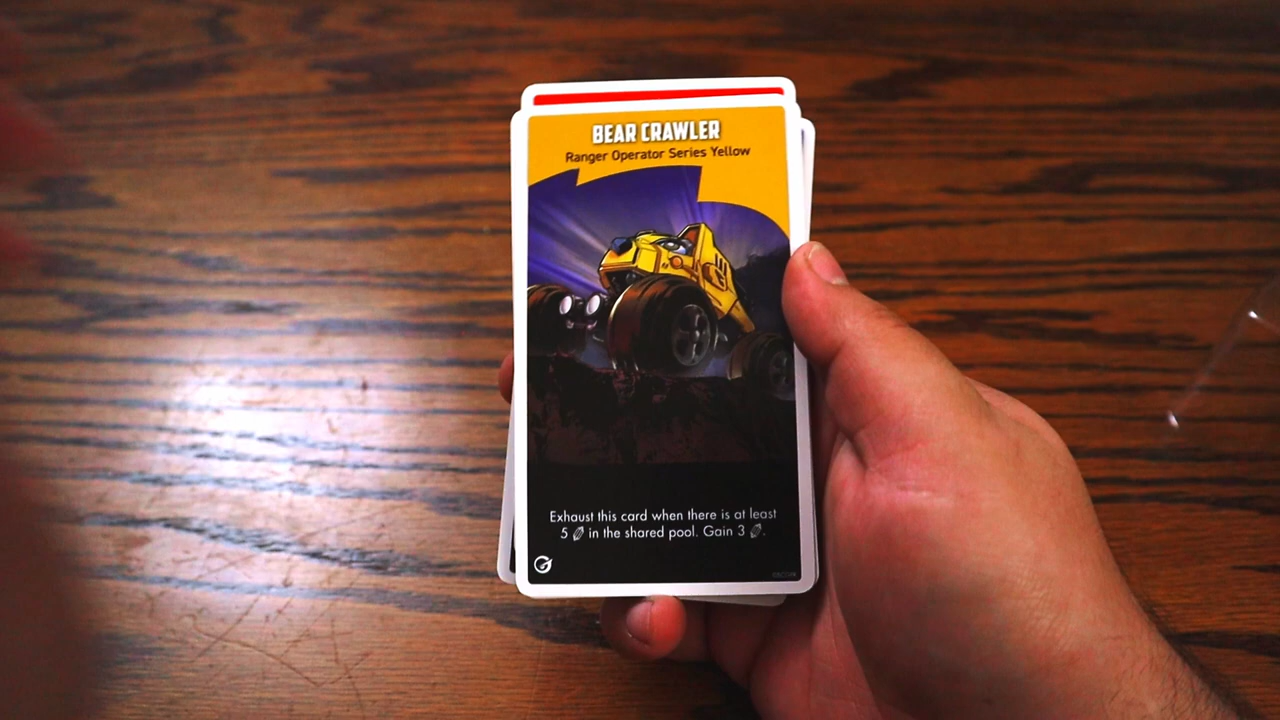 BEAR CRAWLER
Ranger Operator Series Yellow
Exhaust this card when there is at least
5 in the shared pool. Gain 3 .